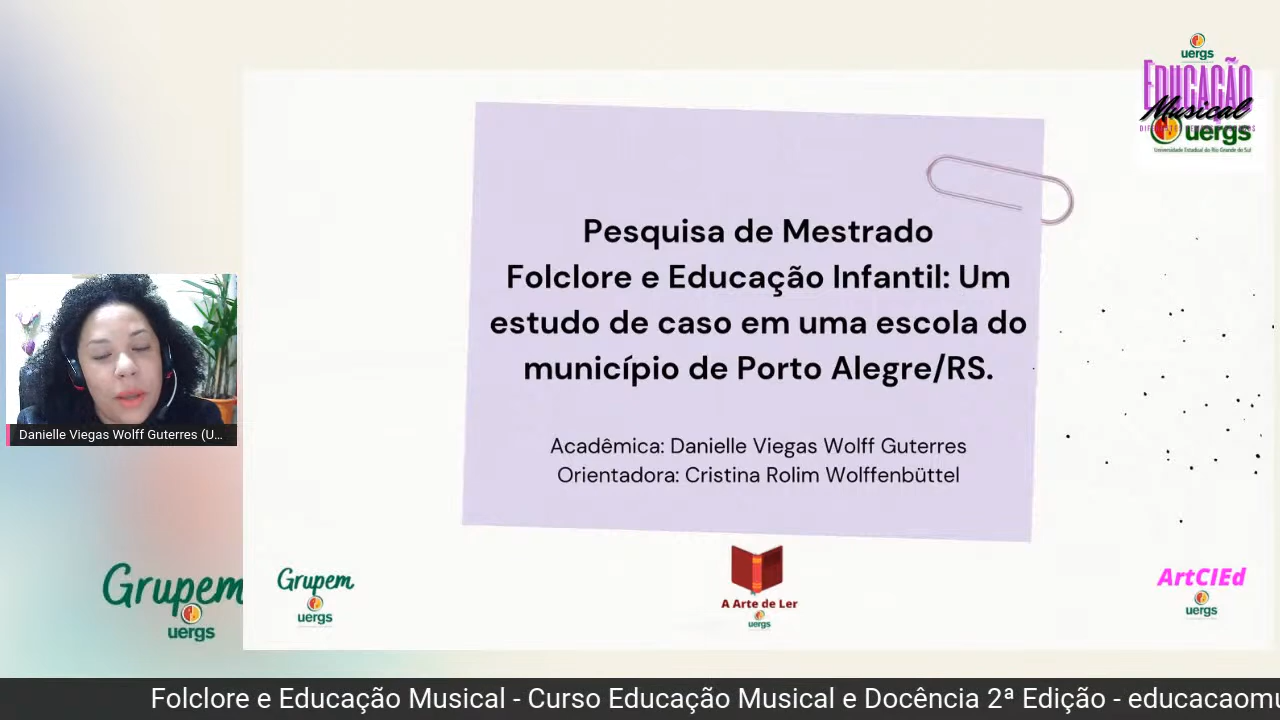 uergs
EDUCAÇÃO
Musical
uergs
Universidade Estadual do Rio Grande do Sul
Pesquisa de Mestrado
Folclore e Educação Infantil: Um
estudo de caso em uma escola do
município de Porto Alegre/RS.
Acadêmica: Danielle Viegas Wolff Guterres
Orientadora: Cristina Rolim Wolffenbüttel
Danielle Viegas Wolff Guterres (U...
Grupem
uergs
Grupem
uergs
A Arte de Ler
uergs
ArtCIEd
uergs
Folclore e Educação Musical - Curso Educação Musical e Docência 2ª Edição - educacaomu